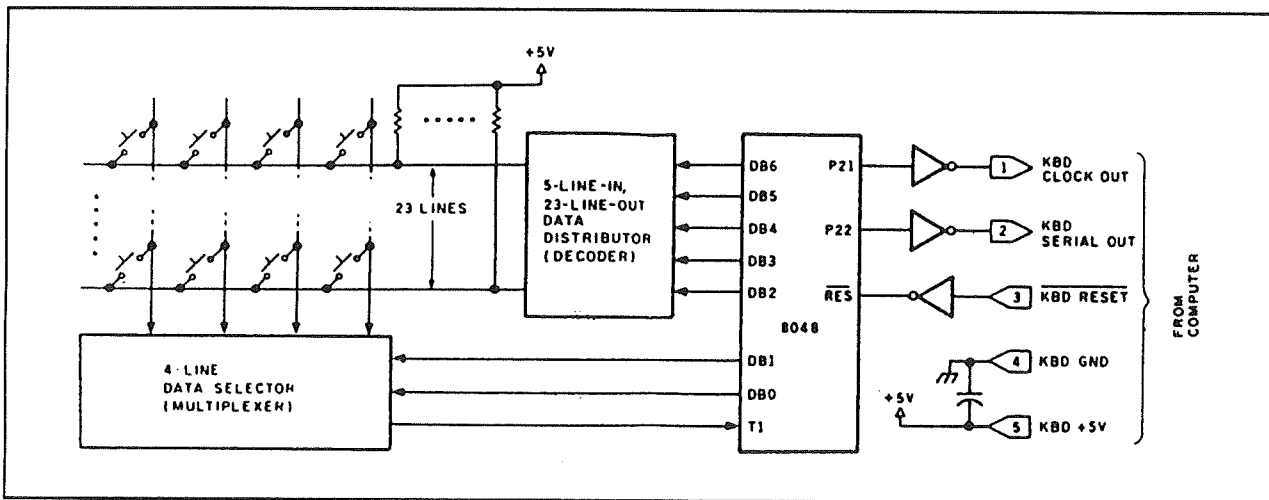 +5V
23 LINES
5-LINE-IN,
23-LINE-OUT
DATA
DISTRIBUTOR
(DECODER)
DB6
DB5
DB4
DB3
DB2
DB1
DB0
T1
P21
P22
RES
8048
1
KBD
CLOCK OUT
2
KBD
SERIAL OUT
3
KBD RESET
4
KBD GND
5
KBD +5V
+5V
FROM
COMPUTER
4-LINE
DATA SELECTOR
(MULTIPLEXER)